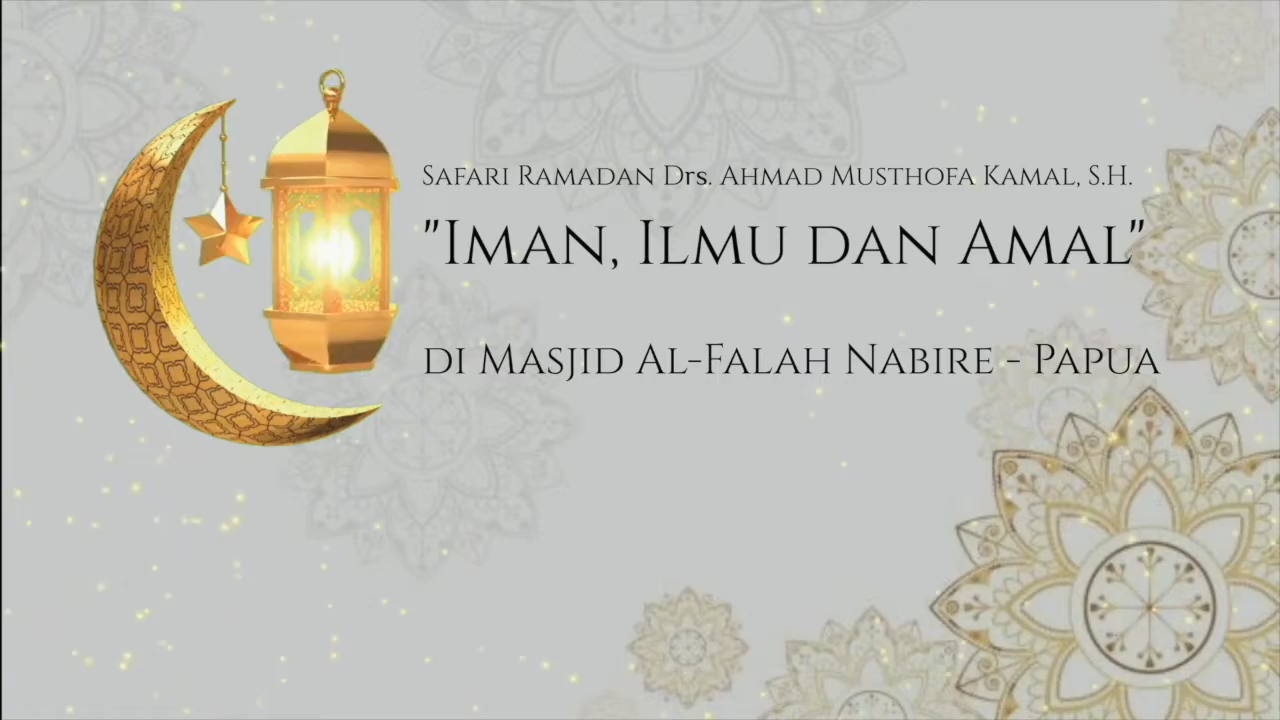 Safari Ramadan Drs. Ahmad Musthofa Kamal, S.H.
"Iman, Ilmu dan Amal"
di Masjid Al-Falah Nabire - Papua